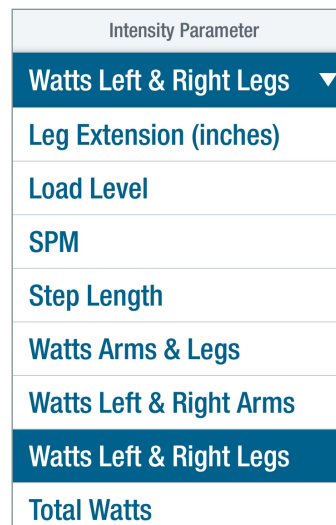 Intensity Parameter
Watts Left & Right Legs
Leg Extension (inches)
Load Level
SPM
Step Length
Watts Arms & Legs
Watts Left & Right Arms
Watts Left & Right Legs
Total Watts